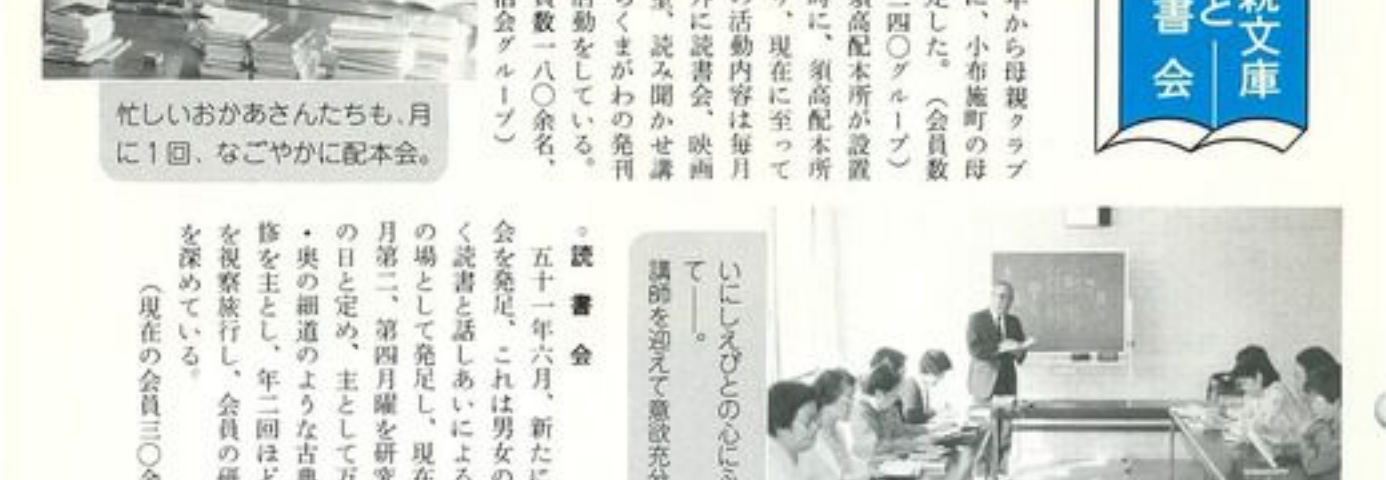 親文庫
と―
書会
年から母親クラブ
に、小布施町の母
定した。（会員数
二四〇グループ）
須高配本所が設置
時に、須高配本所
、現在に至って
の活動内容は毎月
外に読書会、映画
室、読み聞かせ講
ちくまがわの発刊
活動をしている。
員数一八〇余名、
会グループ）
忙しいおかあさんたちも、月
に1回、なごやかに配本会。
いにしえびとの心にふ
て――。
講師を迎えて意欲充分
。読書会
五十一年六月、新たに
会を発足、これは男女の
く読書と話しあいによる
の場として発足し、現在
月第二、第四月曜を研究
の日と定め、主として万
・奥の細道のような古典
修を主とし、年二回ほど
を視察旅行し、会員の研
を深めている。
（現在の会員三〇余